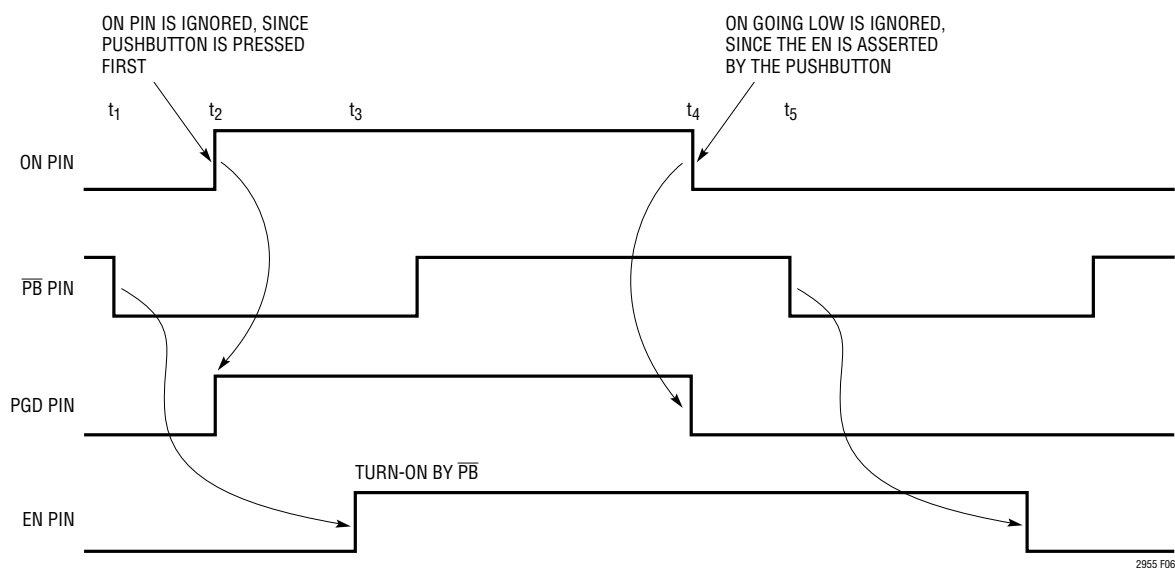 ON PIN IS IGNORED, SINCE
PUSHBUTTON IS PRESSED
FIRST
ON GOING LOW IS IGNORED,
SINCE THE EN IS ASSERTED
BY THE PUSHBUTTON
t1 t2 t3 t4 t5
ON PIN
P̅B̅ PIN
PGD PIN
TURN-ON BY P̅B̅
EN PIN
2955 F06